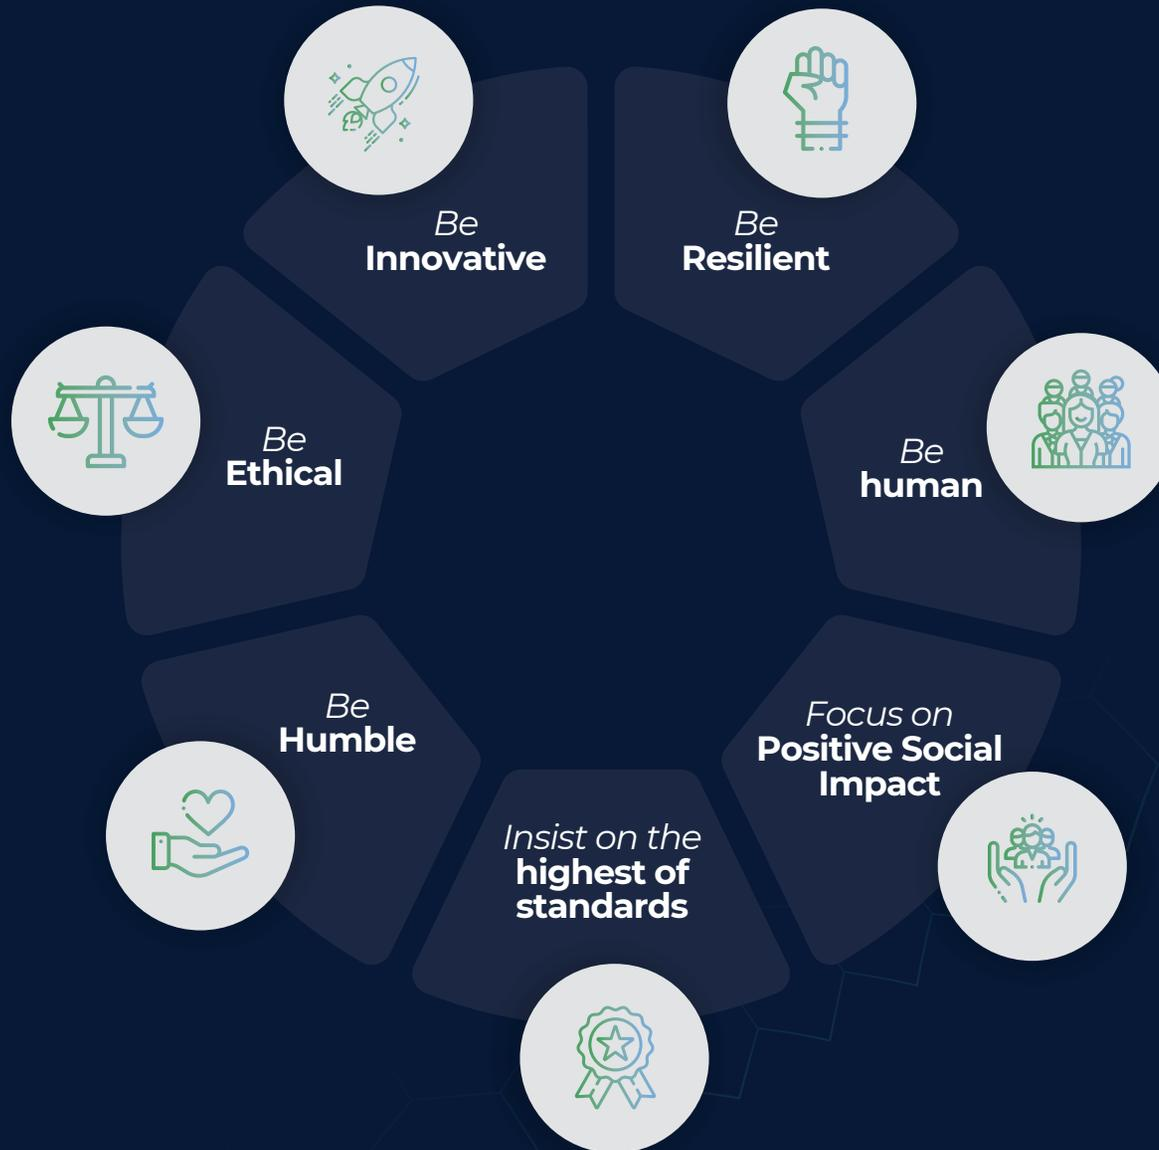 Be
Innovative
Be
Resilient
Be
Ethical
Be
human
Be
Humble
Focus on
Positive Social
Impact
Insist on the
highest of
standards